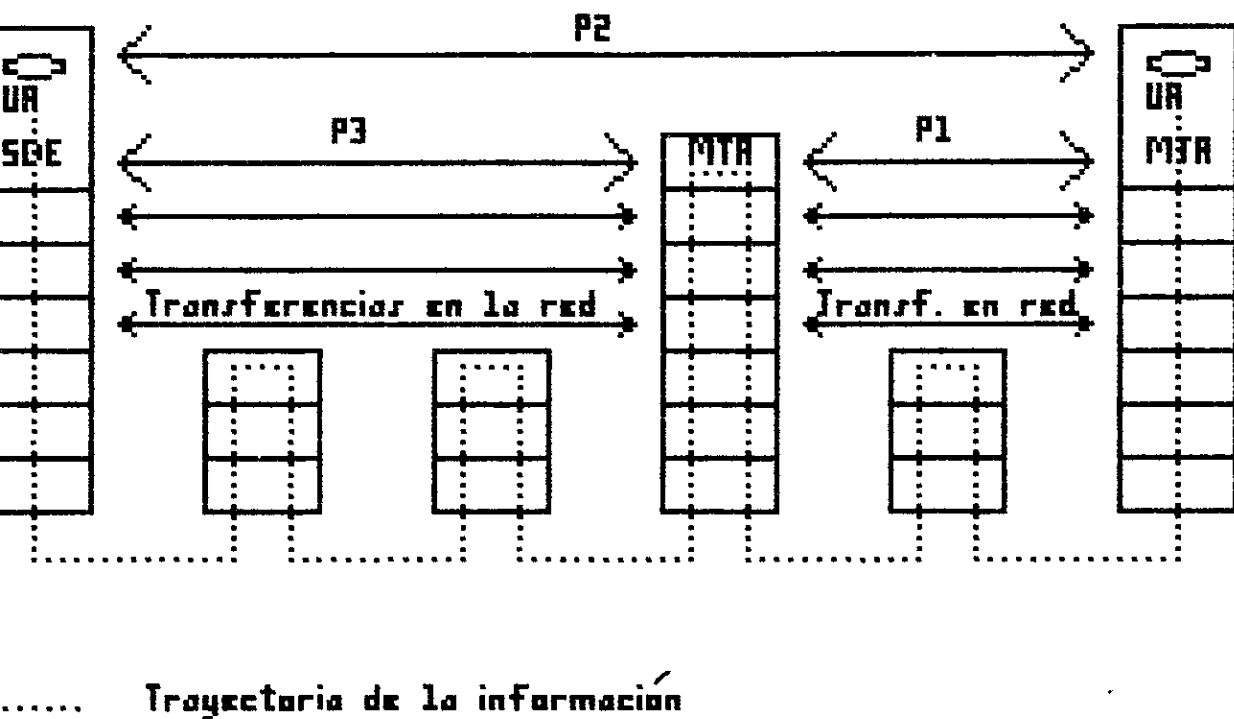 P2
UA
UA
P3
P1
SDE
MTA
MTA
Transferencias en la red
Transf. en red
...... Trayectoria de la información